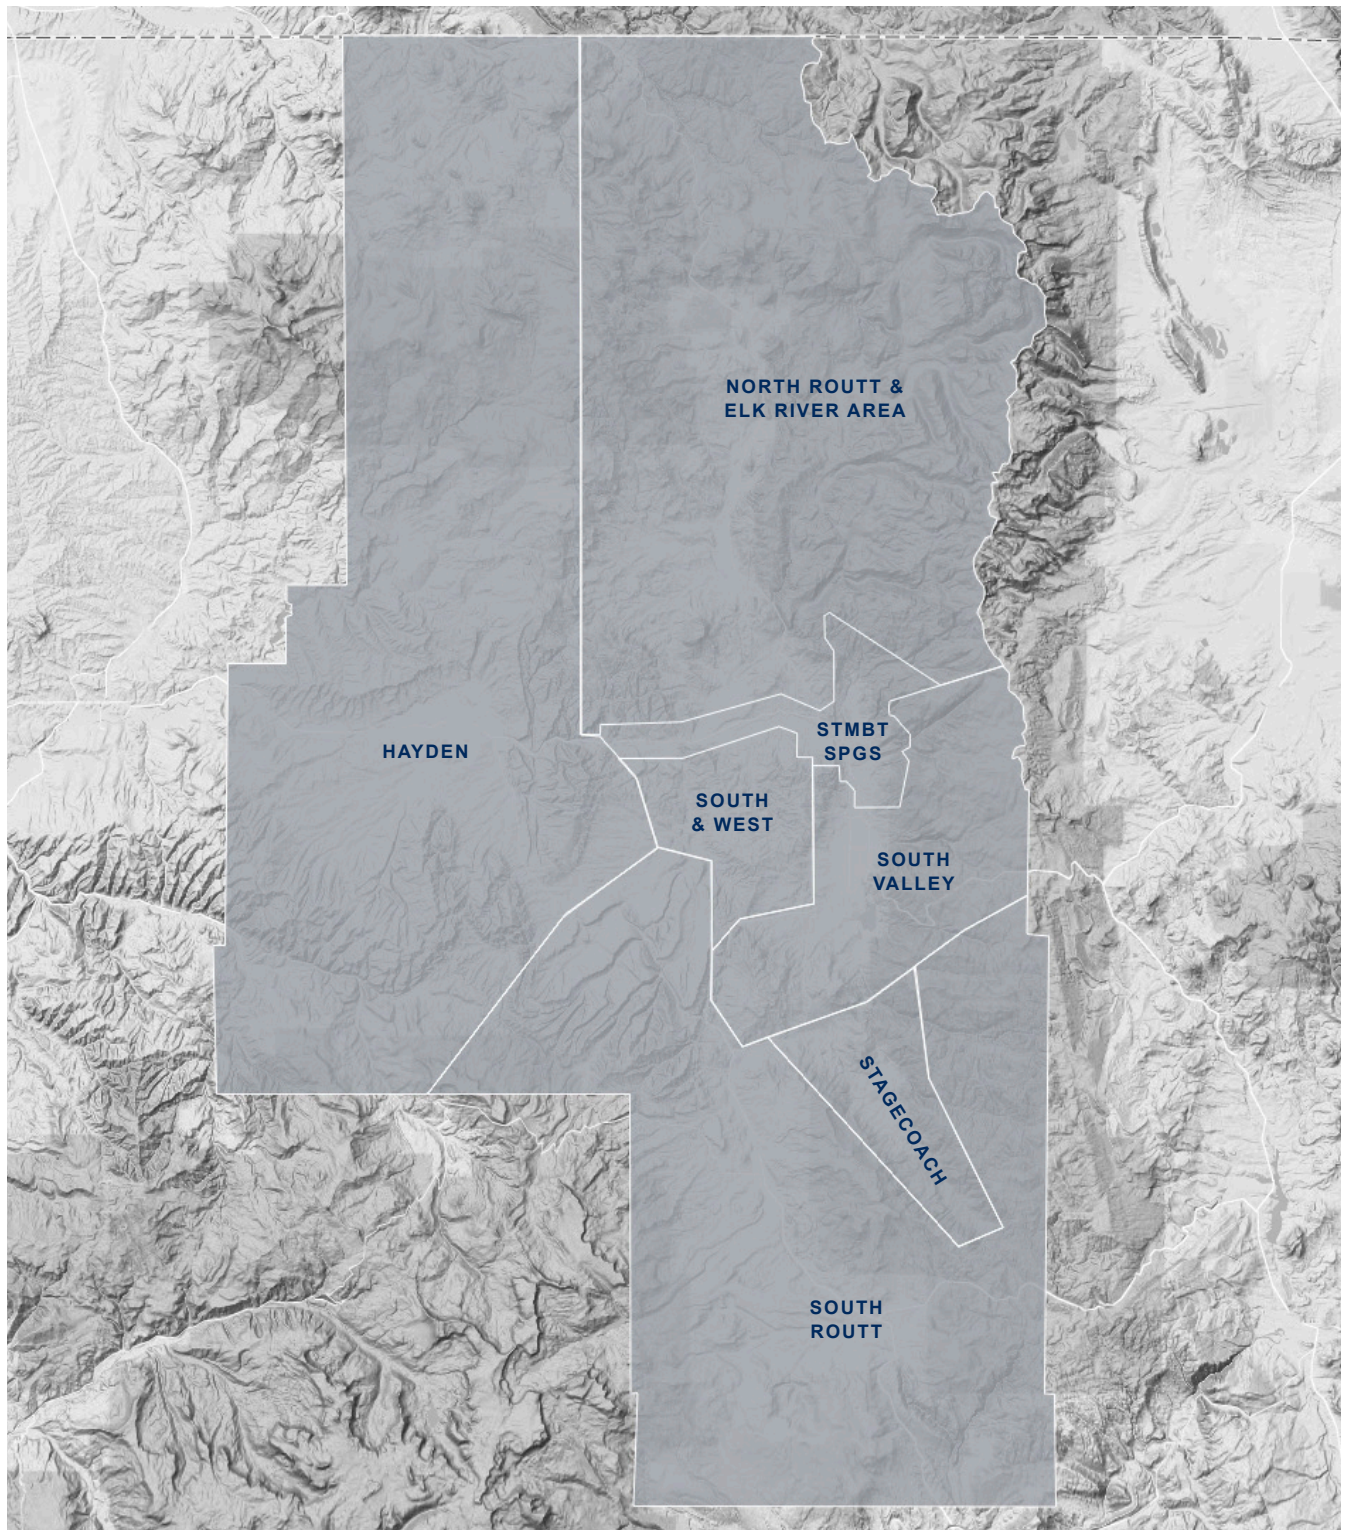 NORTH ROUTT &
ELK RIVER AREA
STMBT
SPGS
HAYDEN
SOUTH
& WEST
SOUTH
VALLEY
STAGECOACH
SOUTH
ROUTT